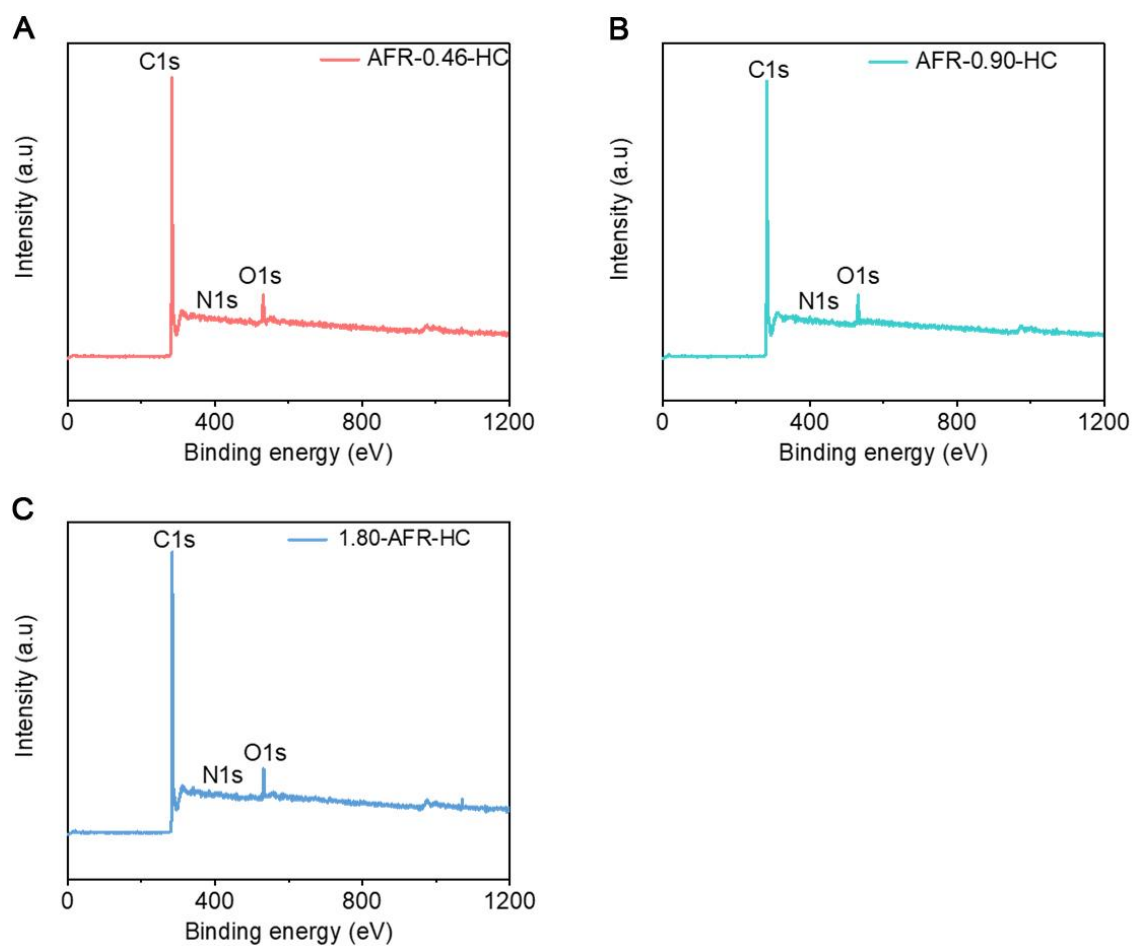 A
C1s
AFR-0.46-HC
O1s
N1s
Intensity (a.u)
0 400 800 1200
Binding energy (eV)
B
C1s
AFR-0.90-HC
O1s
N1s
Intensity (a.u)
0 400 800 1200
Binding energy (eV)
C
C1s
1.80-AFR-HC
O1s
N1s
Intensity (a.u)
0 400 800 1200
Binding energy (eV)